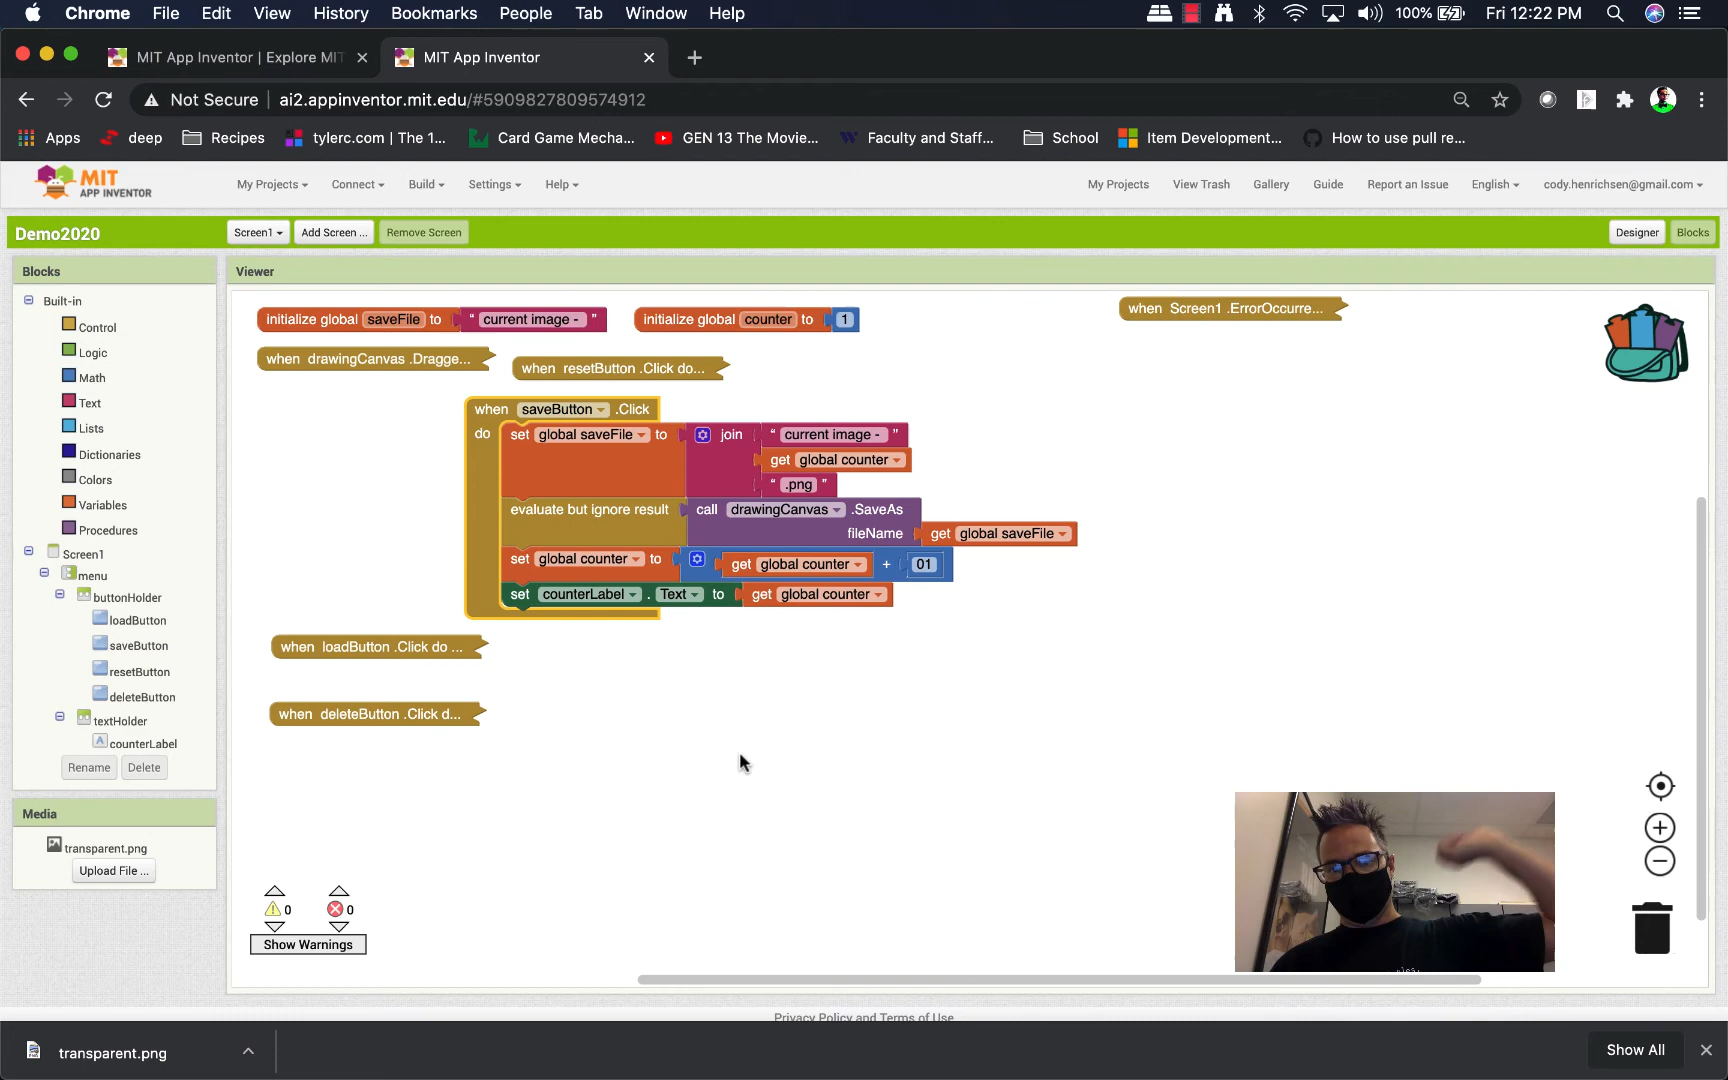 Chrome File Edit View History Bookmarks People Tab Window Help 100% Fri 12:22 PM
MIT App Inventor | Explore MIT
MIT App Inventor
Not Secure ai2.appinventor.mit.edu/#5909827809574912
Apps deep Recipes tylerc.com | The 1... Card Game Mecha... GEN 13 The Movie... Faculty and Staff... School Item Development... How to use pull re...
MIT
APP INVENTOR
My Projects Connect Build Settings Help My Projects View Trash Gallery Guide Report an Issue English cody.henrichsen@gmail.com
Demo2020 Screen1 Add Screen ... Remove Screen Designer Blocks
Blocks
Built-in
Control
Logic
Math
Text
Lists
Dictionaries
Colors
Variables
Procedures
Screen1
menu
buttonHolder
loadButton
saveButton
resetButton
deleteButton
textHolder
counterLabel
Rename Delete
Media
transparent.png
Upload File ...
Viewer
initialize global saveFile to " current image - "
initialize global counter to 1
when Screen1 .ErrorOccurre...
when drawingCanvas .Dragge...
when resetButton .Click do...
when saveButton .Click
do set global saveFile to join " current image - "
get global counter
" .png "
evaluate but ignore result call drawingCanvas .SaveAs
fileName get global saveFile
set global counter to get global counter + 01
set counterLabel . Text to get global counter
when loadButton .Click do ...
when deleteButton .Click d...
0 0
Show Warnings
Privacy Policy and Terms of Use
transparent.png
Show All